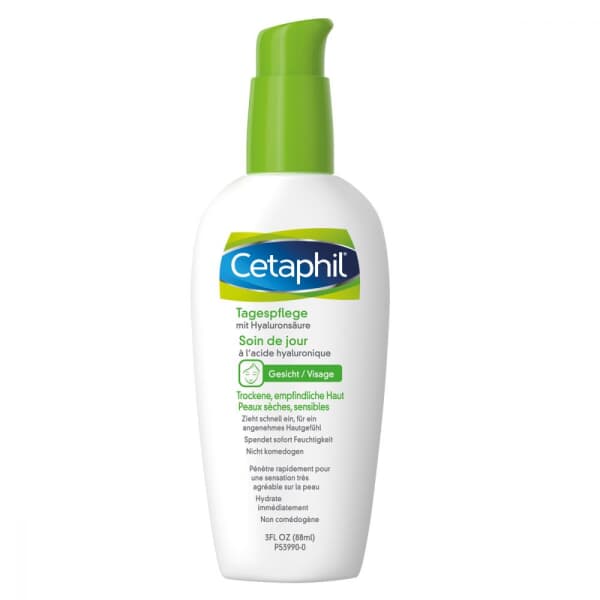 Cetaphil®
Tagespflege
mit Hyaluronsäure
Soin de jour
à l'acide hyaluronique
Gesicht / Visage
Trockene, empfindliche Haut
Peaux sèches, sensibles
Zieht schnell ein, für ein
angenehmes Hautgefühl
Spendet sofort Feuchtigkeit
Nicht komedogen
Pénètre rapidement pour
une sensation très
agréable sur la peau
Hydrate
immédiatement
Non comédogène
3FL OZ (88ml)
P53990-0